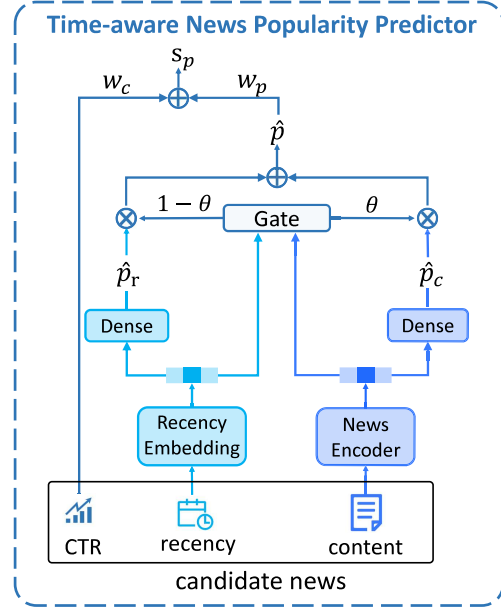 Time-aware News Popularity Predictor
s_p
w_c
w_p
p̂
1 − θ
Gate
θ
p̂_r
p̂_c
Dense
Dense
Recency
Embedding
News
Encoder
CTR
recency
content
candidate news